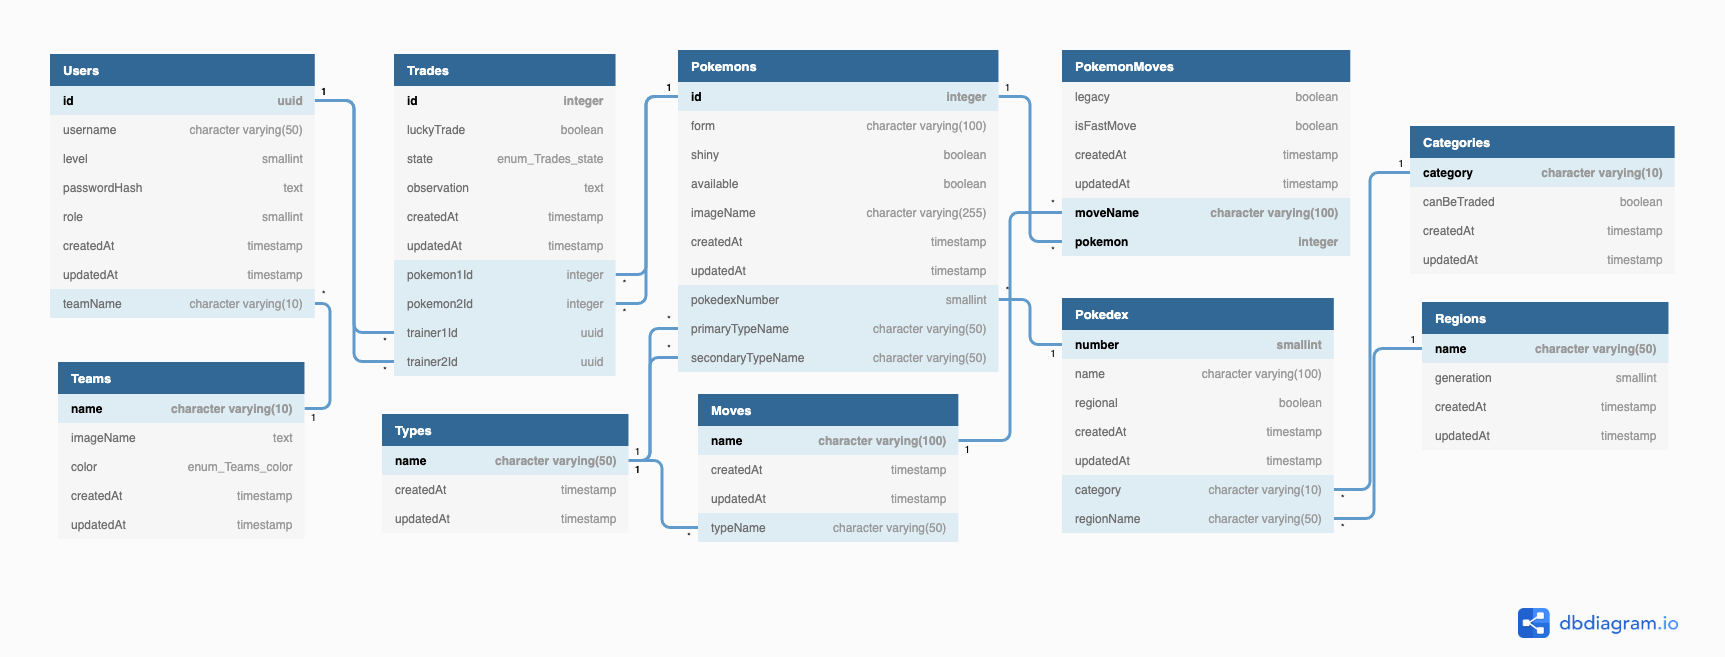 Users
id uuid
username character varying(50)
level smallint
passwordHash text
role smallint
createdAt timestamp
updatedAt timestamp
teamName character varying(10)
Teams
name character varying(10)
imageName text
color enum_Teams_color
createdAt timestamp
updatedAt timestamp
Trades
id integer
luckyTrade boolean
state enum_Trades_state
observation text
createdAt timestamp
updatedAt timestamp
pokemon1Id integer
pokemon2Id integer
trainer1Id uuid
trainer2Id uuid
Types
name character varying(50)
createdAt timestamp
updatedAt timestamp
Pokemons
id integer
form character varying(100)
shiny boolean
available boolean
imageName character varying(255)
createdAt timestamp
updatedAt timestamp
pokedexNumber smallint
primaryTypeName character varying(50)
secondaryTypeName character varying(50)
Moves
name character varying(100)
createdAt timestamp
updatedAt timestamp
typeName character varying(50)
PokemonMoves
legacy boolean
isFastMove boolean
createdAt timestamp
updatedAt timestamp
moveName character varying(100)
pokemon integer
Pokedex
number smallint
name character varying(100)
regional boolean
createdAt timestamp
updatedAt timestamp
category character varying(10)
regionName character varying(50)
Categories
category character varying(10)
canBeTraded boolean
createdAt timestamp
updatedAt timestamp
Regions
name character varying(50)
generation smallint
createdAt timestamp
updatedAt timestamp
1
*
1
*
*
1
*
*
*
*
1
1
*
1
*
*
*
1
1
*
*
1
1
dbdiagram.io